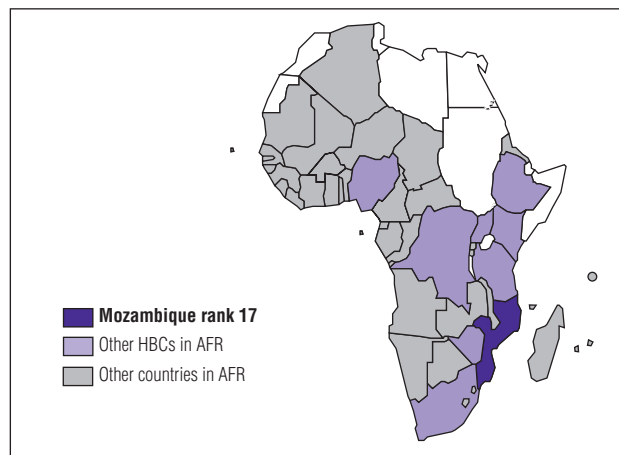 Mozambique rank 17
Other HBCs in AFR
Other countries in AFR